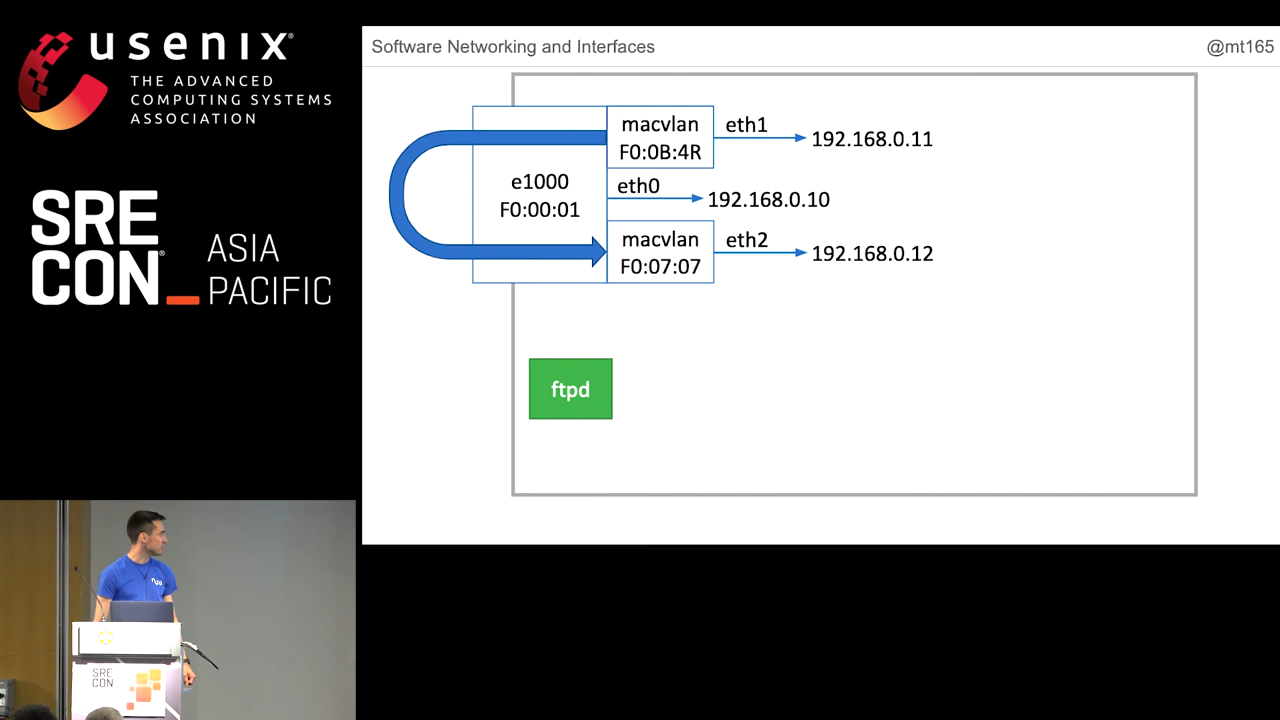 usenix
THE ADVANCED
COMPUTING SYSTEMS
ASSOCIATION
SRE
CON
ASIA
PACIFIC
Software Networking and Interfaces
@mt165
macvlan
F0:0B:4R
eth1
192.168.0.11
e1000
F0:00:01
eth0
192.168.0.10
macvlan
F0:07:07
eth2
192.168.0.12
ftpd
SRE
CON